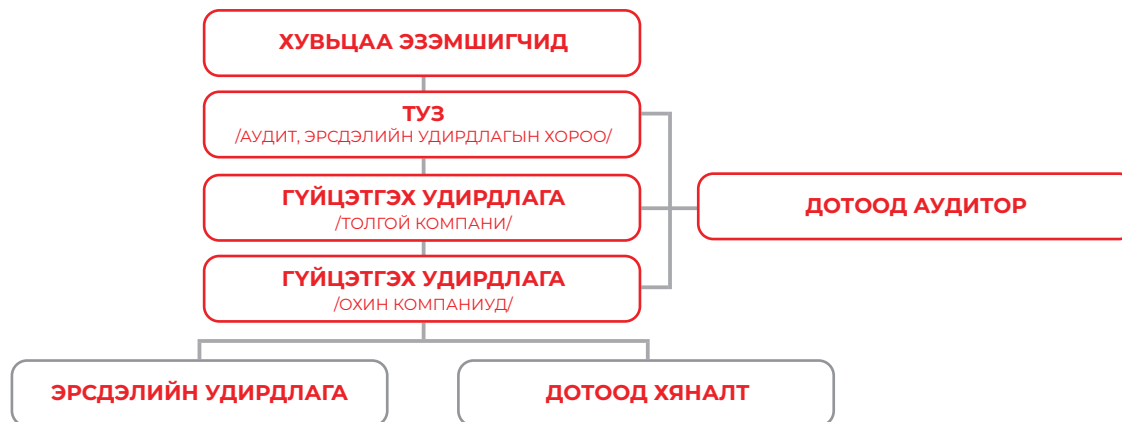 ХУВЬЦАА ЭЗЭМШИГЧИД
ТУЗ
/АУДИТ, ЭРСДЭЛИЙН УДИРДЛАГЫН ХОРОО/
ГҮЙЦЭТГЭХ УДИРДЛАГА
/ТОЛГОЙ КОМПАНИ/
ДОТООД АУДИТОР
ГҮЙЦЭТГЭХ УДИРДЛАГА
/ОХИН КОМПАНИУД/
ЭРСДЭЛИЙН УДИРДЛАГА
ДОТООД ХЯНАЛТ